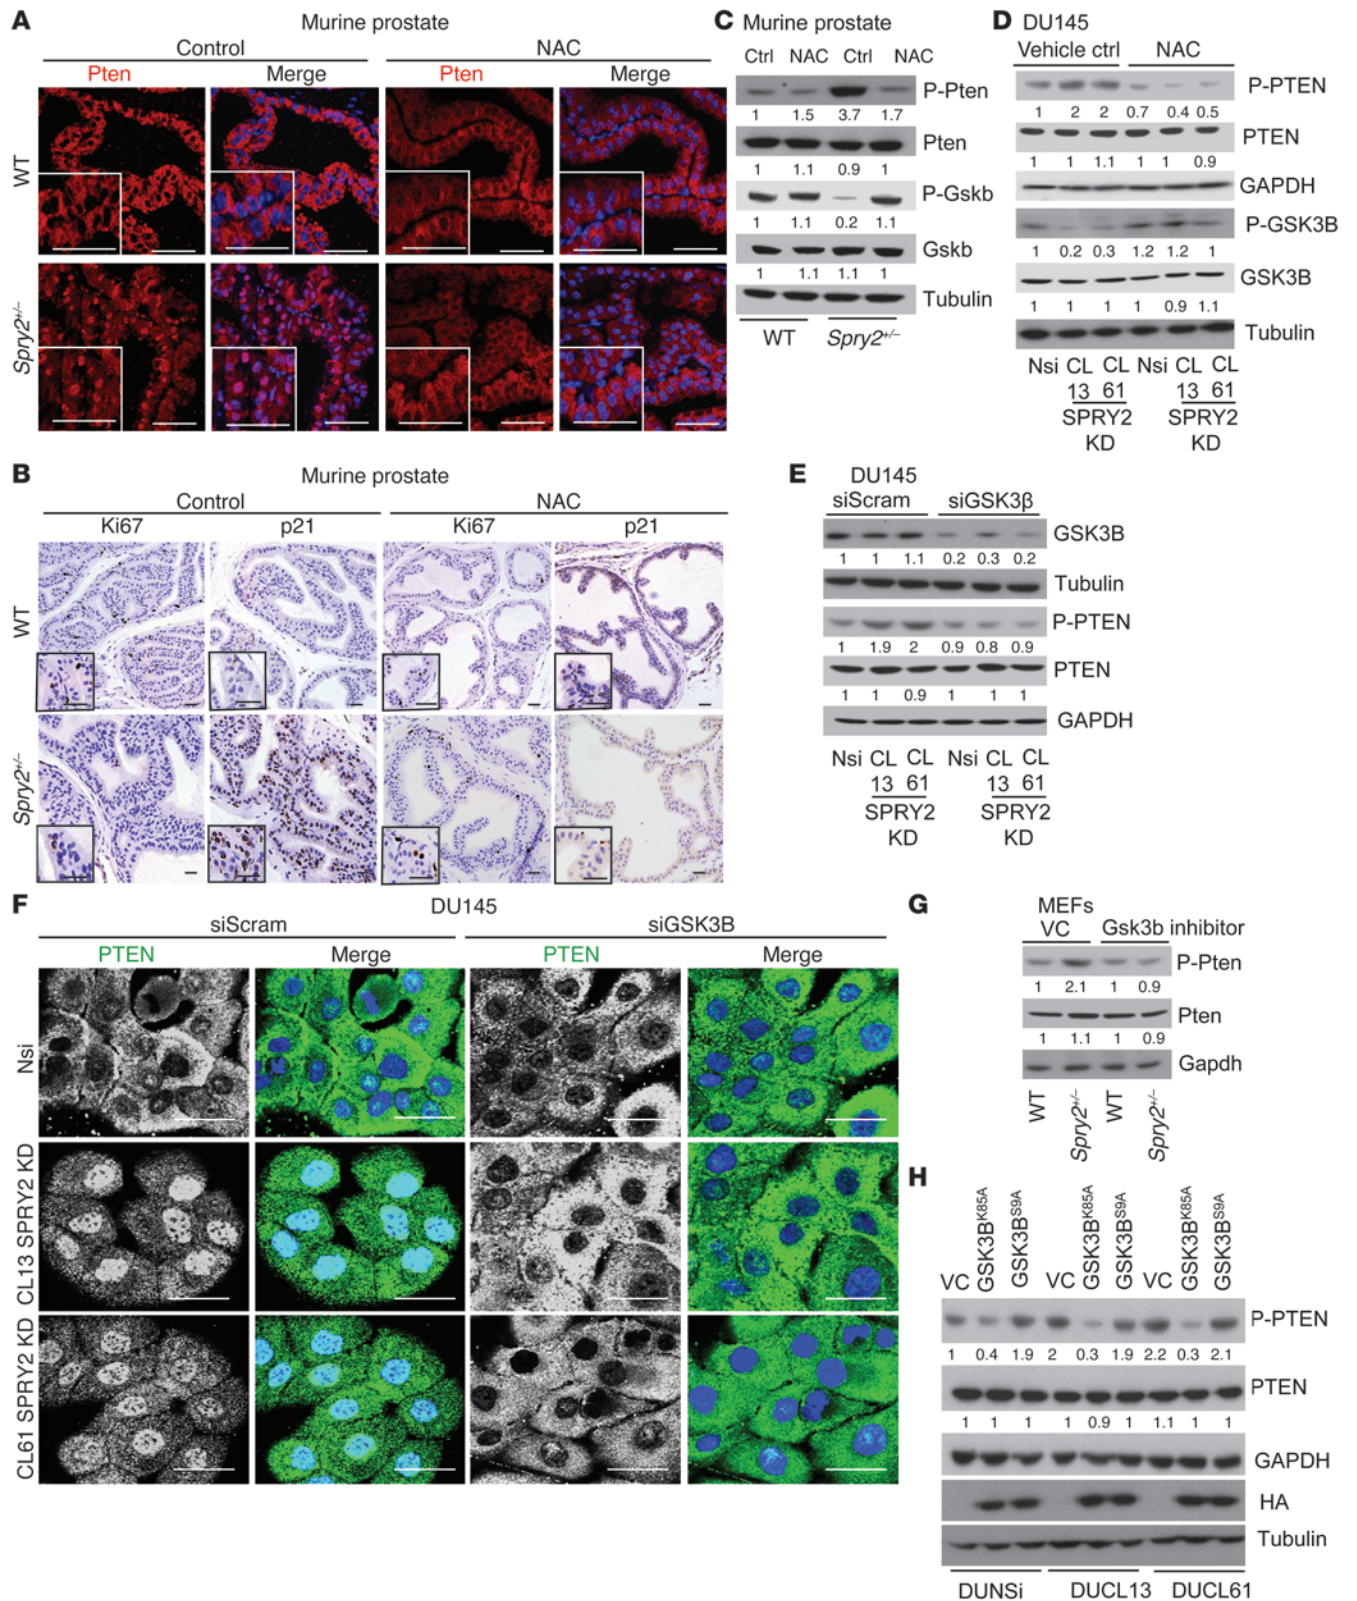 A
Murine prostate
Control
NAC
Pten
Merge
Pten
Merge
WT
Spry2+/–
B
Murine prostate
Control
NAC
Ki67
p21
Ki67
p21
WT
Spry2+/–
C Murine prostate
Ctrl NAC Ctrl NAC
P-Pten
1 1.5 3.7 1.7
Pten
1 1.1 0.9 1
P-Gskb
1 1.1 0.2 1.1
Gskb
1 1.1 1.1 1
Tubulin
WT Spry2+/–
D DU145
Vehicle ctrl NAC
P-PTEN
1 2 2 0.7 0.4 0.5
PTEN
1 1 1.1 1 1 0.9
GAPDH
P-GSK3B
1 0.2 0.3 1.2 1.2 1
GSK3B
1 1 1 1 0.9 1.1
Tubulin
Nsi CL CL Nsi CL CL
13 61 13 61
SPRY2 SPRY2
KD KD
E DU145
siScram siGSK3β
GSK3B
1 1 1.1 0.2 0.3 0.2
Tubulin
P-PTEN
1 1.9 2 0.9 0.8 0.9
PTEN
1 1 0.9 1 1 1
GAPDH
Nsi CL CL Nsi CL CL
13 61 13 61
SPRY2 SPRY2
KD KD
F DU145
siScram siGSK3B
PTEN Merge PTEN Merge
Nsi
CL13 SPRY2 KD
CL61 SPRY2 KD
G MEFs
VC Gsk3b inhibitor
P-Pten
1 2.1 1 0.9
Pten
1 1.1 1 0.9
Gapdh
WT Spry2+/– WT Spry2+/–
H
VC GSK3BK85A GSK3BS9A VC GSK3BK85A GSK3BS9A VC GSK3BK85A GSK3BS9A
P-PTEN
1 0.4 1.9 2 0.3 1.9 2.2 0.3 2.1
PTEN
1 1 1 1 0.9 1 1.1 1 1
GAPDH
HA
Tubulin
DUNSi DUCL13 DUCL61